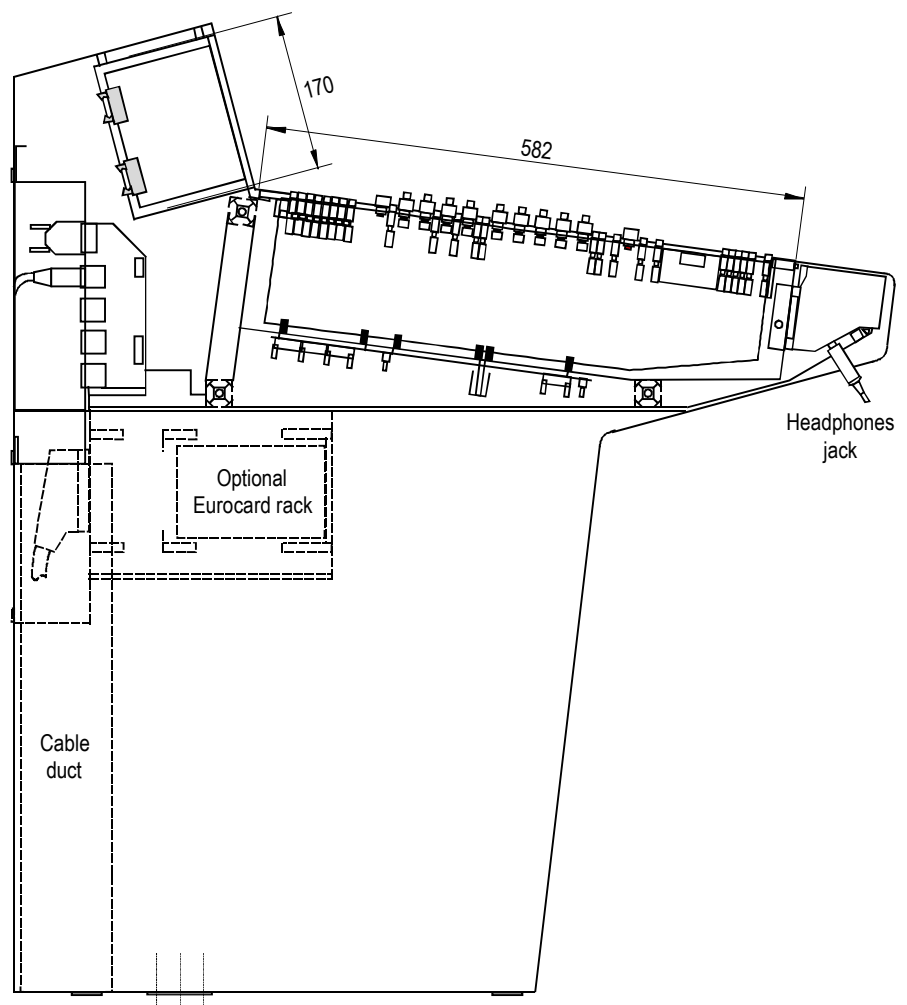 170
582
Headphones
jack
Optional
Eurocard rack
Cable
duct